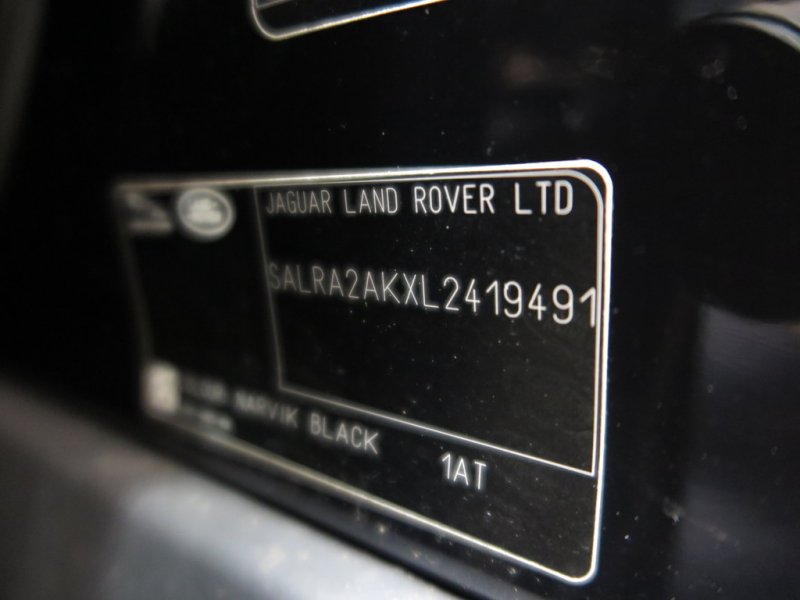 JAGUAR LAND ROVER LTD
SALRA2AKXL2419491
NARVIK BLACK 1AT